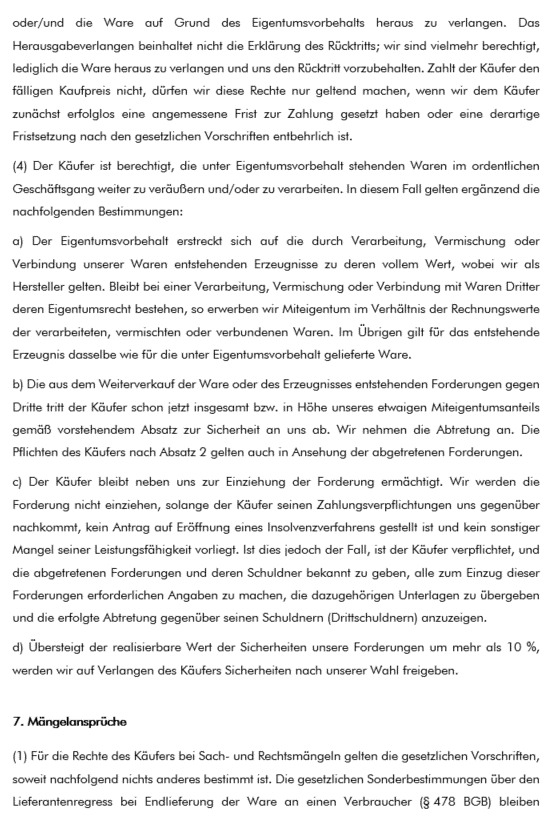 oder/und die Ware auf Grund des Eigentumsvorbehalts heraus zu verlangen. Das
Herausgabeverlangen beinhaltet nicht die Erklärung des Rücktritts; wir sind vielmehr berechtigt,
lediglich die Ware heraus zu verlangen und uns den Rücktritt vorzubehalten. Zahlt der Käufer den
fälligen Kaufpreis nicht, dürfen wir diese Rechte nur geltend machen, wenn wir dem Käufer
zunächst erfolglos eine angemessene Frist zur Zahlung gesetzt haben oder eine derartige
Fristsetzung nach den gesetzlichen Vorschriften entbehrlich ist.
(4) Der Käufer ist berechtigt, die unter Eigentumsvorbehalt stehenden Waren im ordentlichen
Geschäftsgang weiter zu veräußern und/oder zu verarbeiten. In diesem Fall gelten ergänzend die
nachfolgenden Bestimmungen:
a) Der Eigentumsvorbehalt erstreckt sich auf die durch Verarbeitung, Vermischung oder
Verbindung unserer Waren entstehenden Erzeugnisse zu deren vollem Wert, wobei wir als
Hersteller gelten. Bleibt bei einer Verarbeitung, Vermischung oder Verbindung mit Waren Dritter
deren Eigentumsrecht bestehen, so erwerben wir Miteigentum im Verhältnis der Rechnungswerte
der verarbeiteten, vermischten oder verbundenen Waren. Im Übrigen gilt für das entstehende
Erzeugnis dasselbe wie für die unter Eigentumsvorbehalt gelieferte Ware.
b) Die aus dem Weiterverkauf der Ware oder des Erzeugnisses entstehenden Forderungen gegen
Dritte tritt der Käufer schon jetzt insgesamt bzw. in Höhe unseres etwaigen Miteigentumsanteils
gemäß vorstehendem Absatz zur Sicherheit an uns ab. Wir nehmen die Abtretung an. Die
Pflichten des Käufers nach Absatz 2 gelten auch in Ansehung der abgetretenen Forderungen.
c) Der Käufer bleibt neben uns zur Einziehung der Forderung ermächtigt. Wir werden die
Forderung nicht einziehen, solange der Käufer seinen Zahlungsverpflichtungen uns gegenüber
nachkommt, kein Antrag auf Eröffnung eines Insolvenzverfahrens gestellt ist und kein sonstiger
Mangel seiner Leistungsfähigkeit vorliegt. Ist dies jedoch der Fall, ist der Käufer verpflichtet, und
die abgetretenen Forderungen und deren Schuldner bekannt zu geben, alle zum Einzug dieser
Forderungen erforderlichen Angaben zu machen, die dazugehörigen Unterlagen zu übergeben
und die erfolgte Abtretung gegenüber seinen Schuldnern (Drittschuldnern) anzuzeigen.
d) Übersteigt der realisierbare Wert der Sicherheiten unsere Forderungen um mehr als 10 %,
werden wir auf Verlangen des Käufers Sicherheiten nach unserer Wahl freigeben.
7. Mängelansprüche
(1) Für die Rechte des Käufers bei Sach- und Rechtsmängeln gelten die gesetzlichen Vorschriften,
soweit nachfolgend nichts anderes bestimmt ist. Die gesetzlichen Sonderbestimmungen über den
Lieferantenregress bei Endlieferung der Ware an einen Verbraucher (§ 478 BGB) bleiben